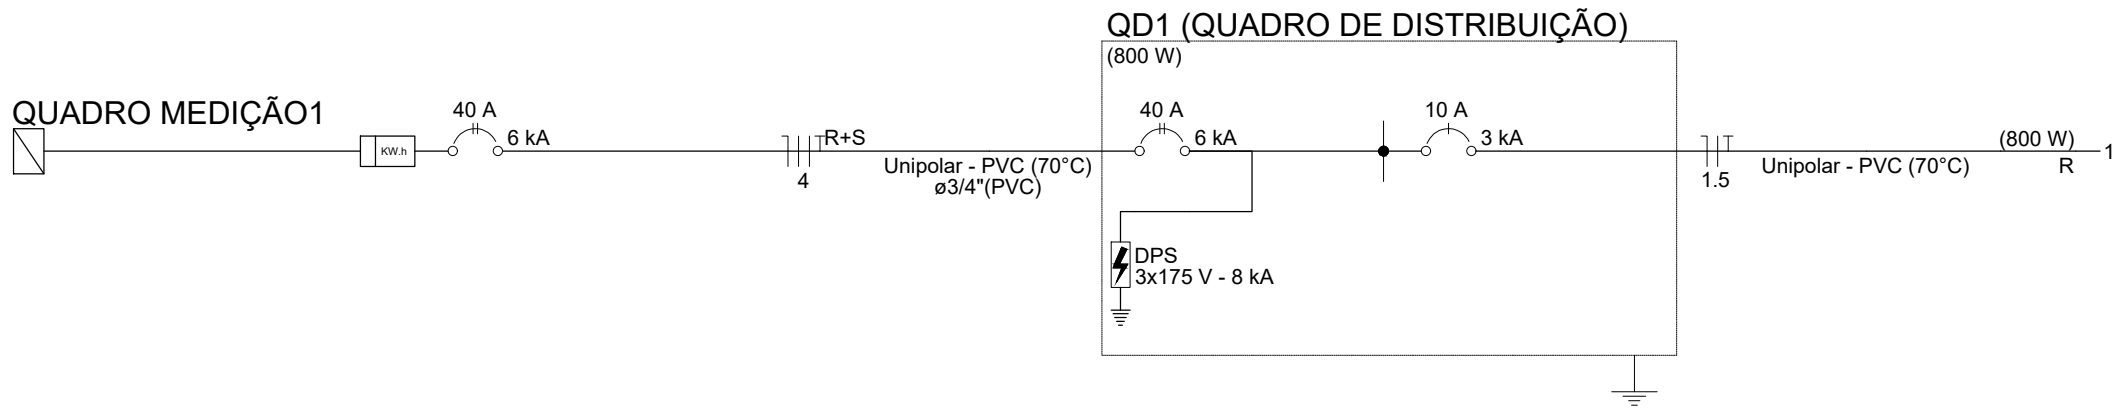 QD1 (QUADRO DE DISTRIBUIÇÃO)
(800 W)
QUADRO MEDIÇÃO1
40 A
6 kA
KW.h
R+S
4
Unipolar - PVC (70°C)
ø3/4"(PVC)
40 A
6 kA
10 A
3 kA
DPS
3x175 V - 8 kA
1.5
Unipolar - PVC (70°C)
(800 W)
R
1